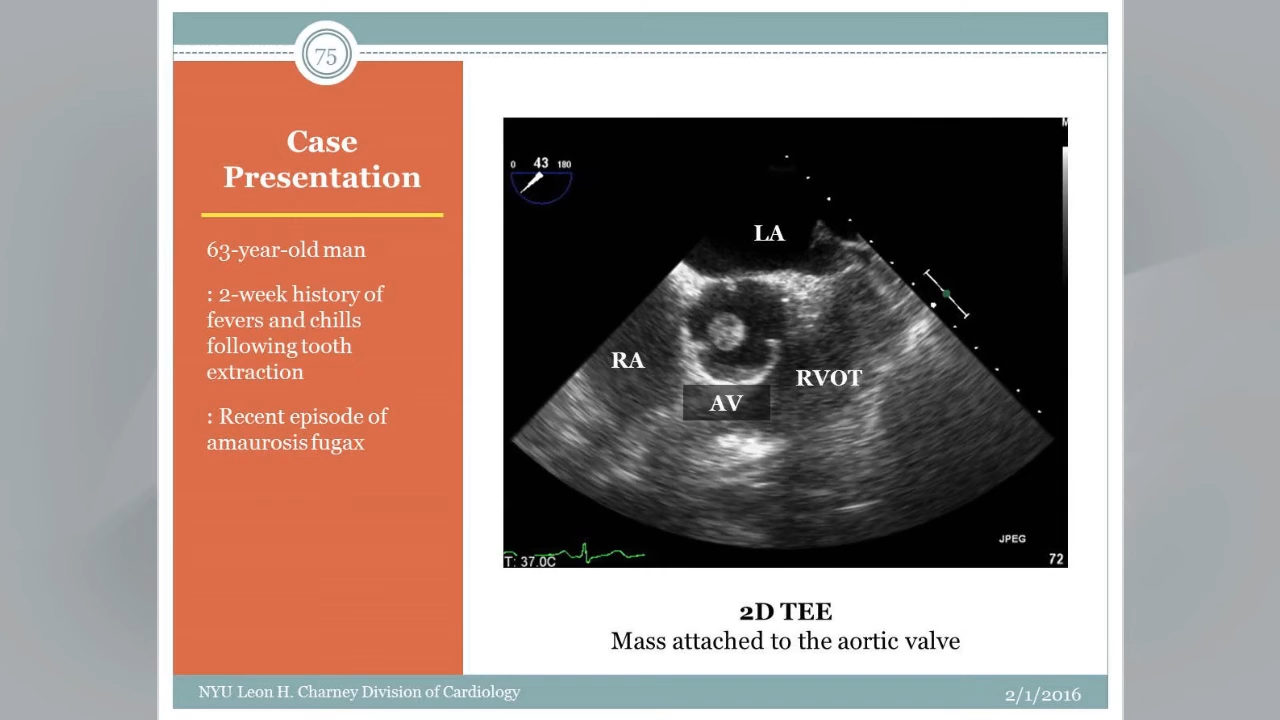 75
Case
Presentation
63-year-old man
: 2-week history of
fevers and chills
following tooth
extraction
: Recent episode of
amaurosis fugax
0 43 180
M
LA
RA
RVOT
AV
JPEG
T: 37.0C
72
2D TEE
Mass attached to the aortic valve
NYU Leon H. Charney Division of Cardiology
2/1/2016